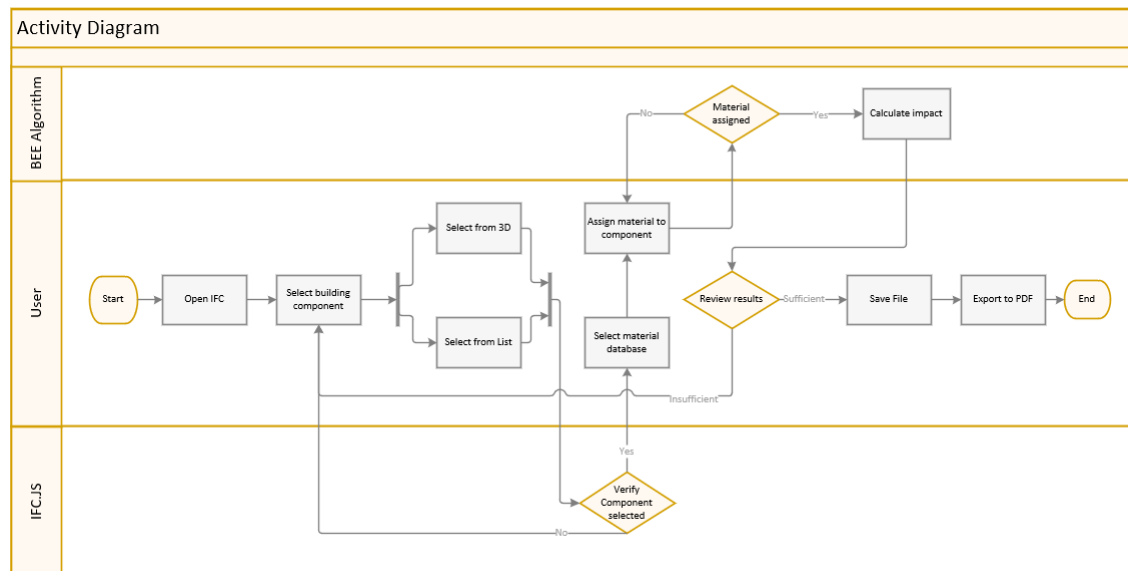 Activity Diagram
BEE Algorithm
No
Material
assigned
Yes
Calculate impact
User
Start
Open IFC
Select building
component
Select from 3D
Select from List
Assign material to
component
Select material
database
Review results
Sufficient
Save File
Export to PDF
End
Insufficient
IFC.JS
Yes
Verify
Component
selected
No